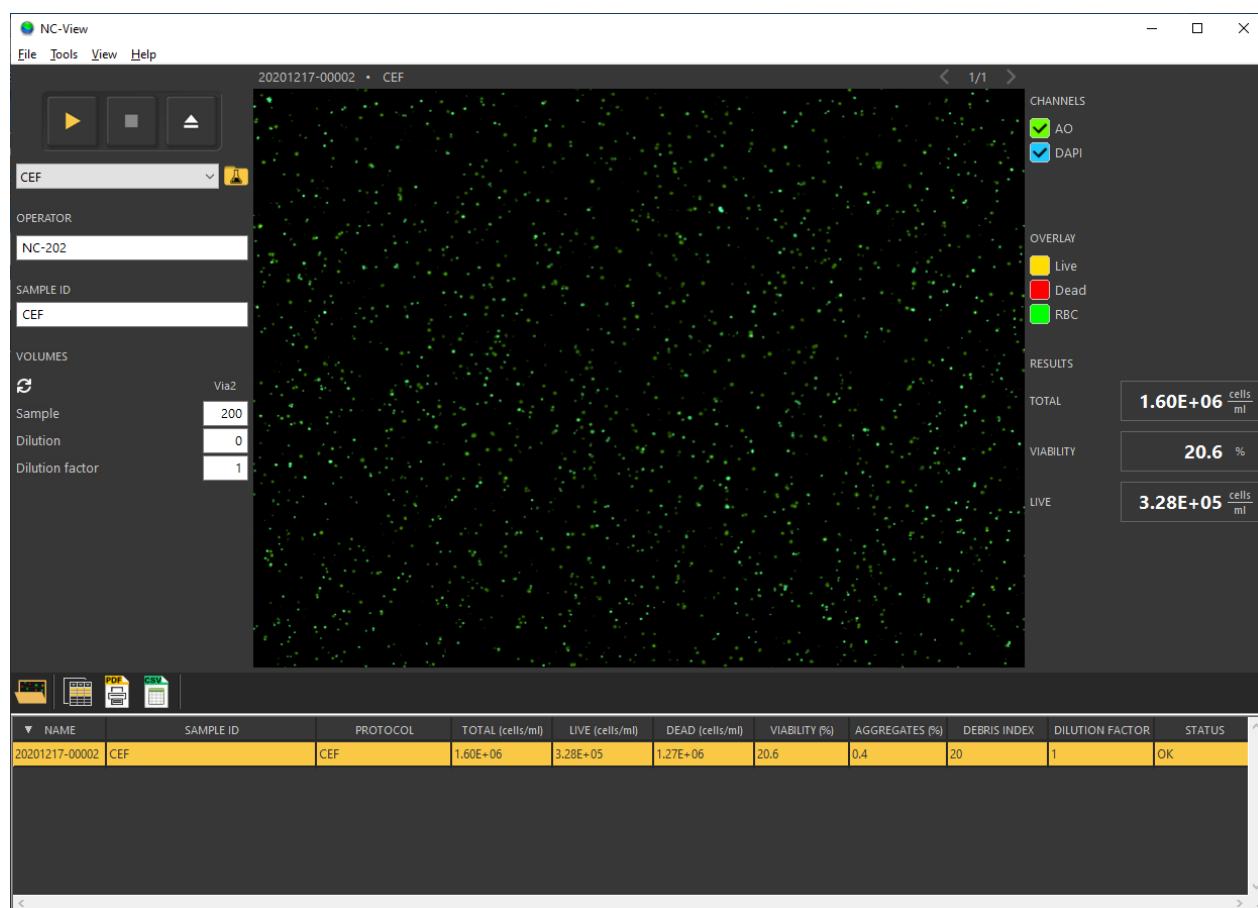 NC-View
File Tools View Help
20201217-00002 • CEF
1/1
CEF
OPERATOR
NC-202
SAMPLE ID
CEF
VOLUMES
Via2
Sample 200
Dilution 0
Dilution factor 1
CHANNELS
AO
DAPI
OVERLAY
Live
Dead
RBC
RESULTS
TOTAL 1.60E+06 cells/ml
VIABILITY 20.6 %
LIVE 3.28E+05 cells/ml
PDF CSV
▼ NAME SAMPLE ID PROTOCOL TOTAL (cells/ml) LIVE (cells/ml) DEAD (cells/ml) VIABILITY (%) AGGREGATES (%) DEBRIS INDEX DILUTION FACTOR STATUS
20201217-00002 CEF CEF 1.60E+06 3.28E+05 1.27E+06 20.6 0.4 20 1 OK